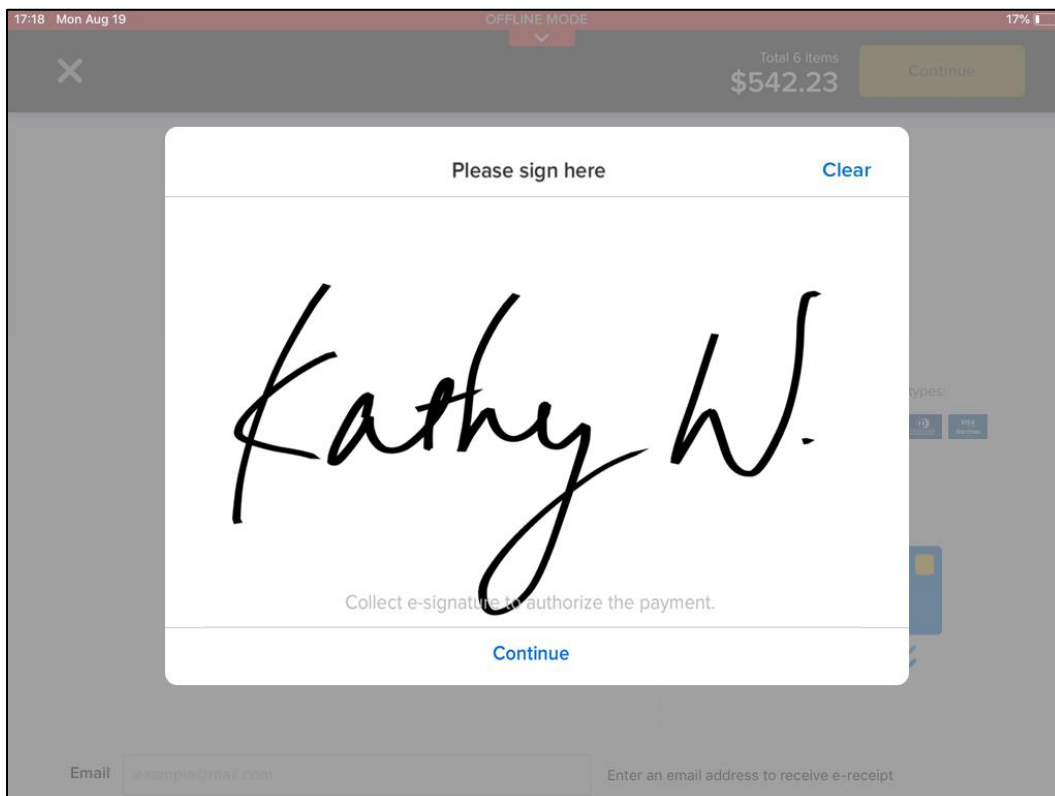 17:18 Mon Aug 19 OFFLINE MODE 17%
Total 6 items
$542.23
Continue
Please sign here Clear
Kathy W.
types:
VISA
Collect e-signature to authorize the payment.
Continue
Email example@mail.com Enter an email address to receive e-receipt